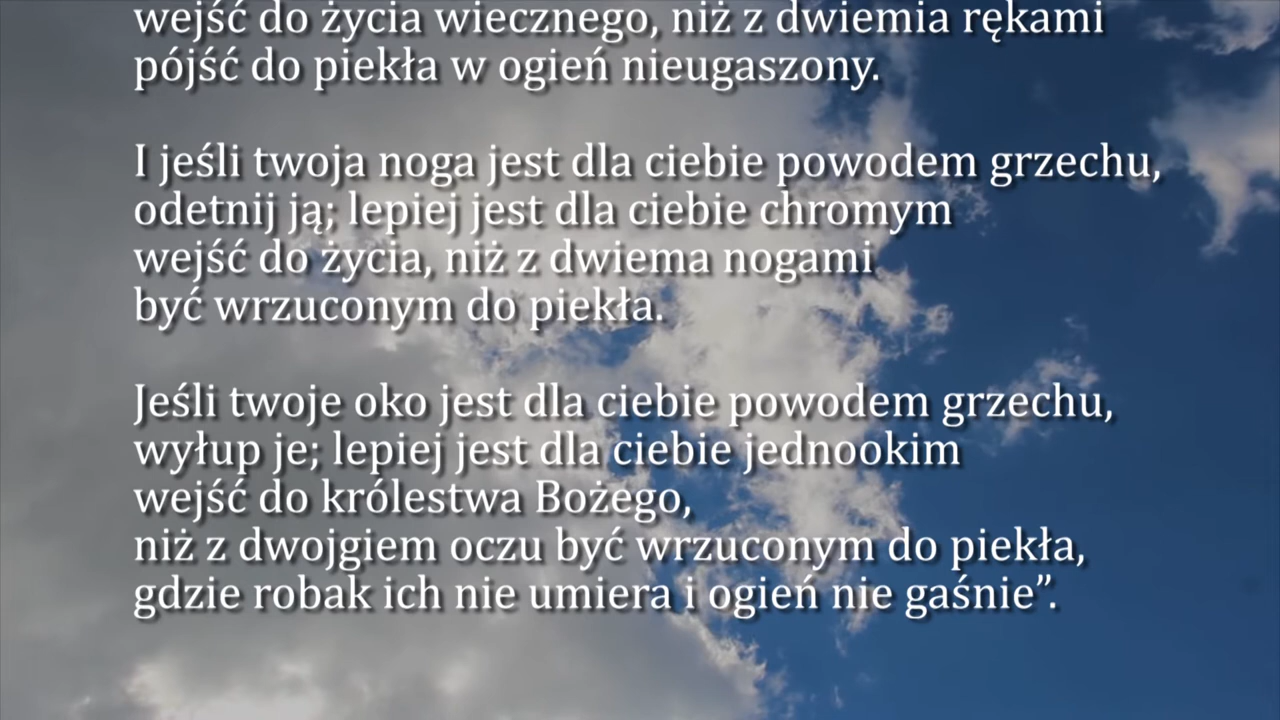 wejść do życia wiecznego, niż z dwiemia rękami
pójść do piekła w ogień nieugaszony.
I jeśli twoja noga jest dla ciebie powodem grzechu,
odetnij ją; lepiej jest dla ciebie chromym
wejść do życia, niż z dwiema nogami
być wrzuconym do piekła.
Jeśli twoje oko jest dla ciebie powodem grzechu,
wyłup je; lepiej jest dla ciebie jednookim
wejść do królestwa Bożego,
niż z dwojgiem oczu być wrzuconym do piekła,
gdzie robak ich nie umiera i ogień nie gaśnie”.